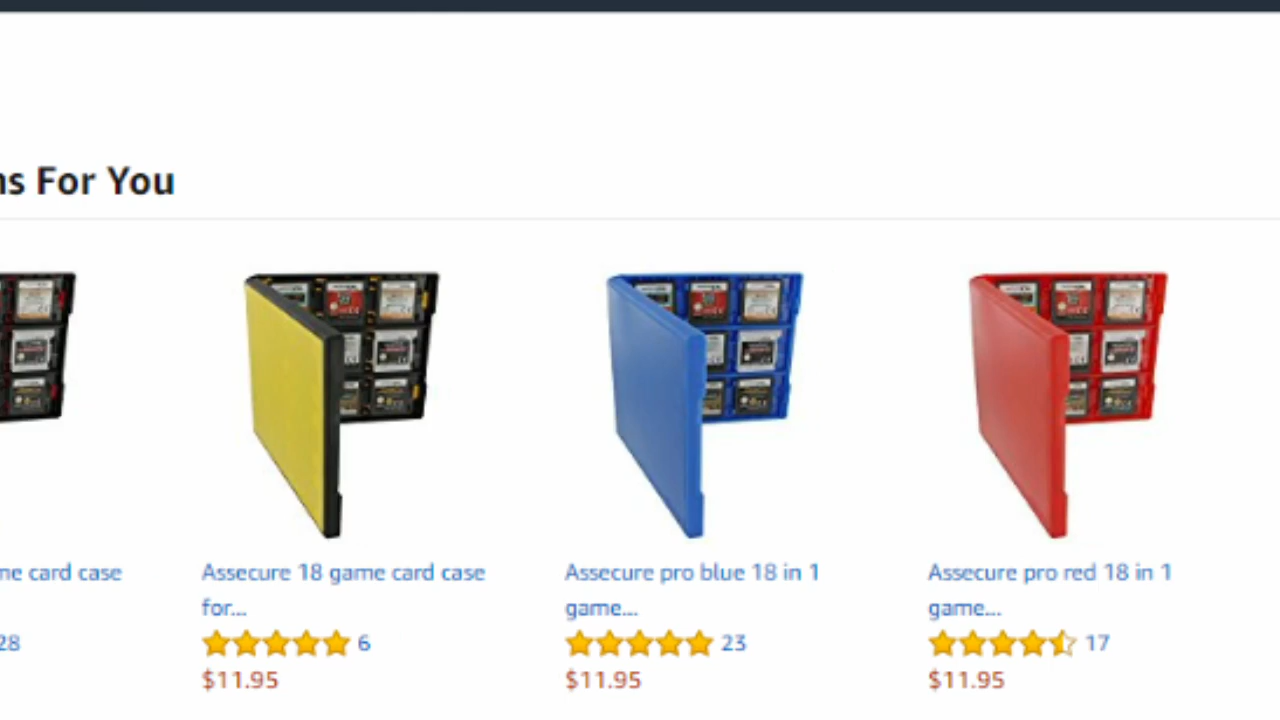 ns For You
me card case
28
Assecure 18 game card case
for...
6
$11.95
Assecure pro blue 18 in 1
game...
23
$11.95
Assecure pro red 18 in 1
game...
17
$11.95